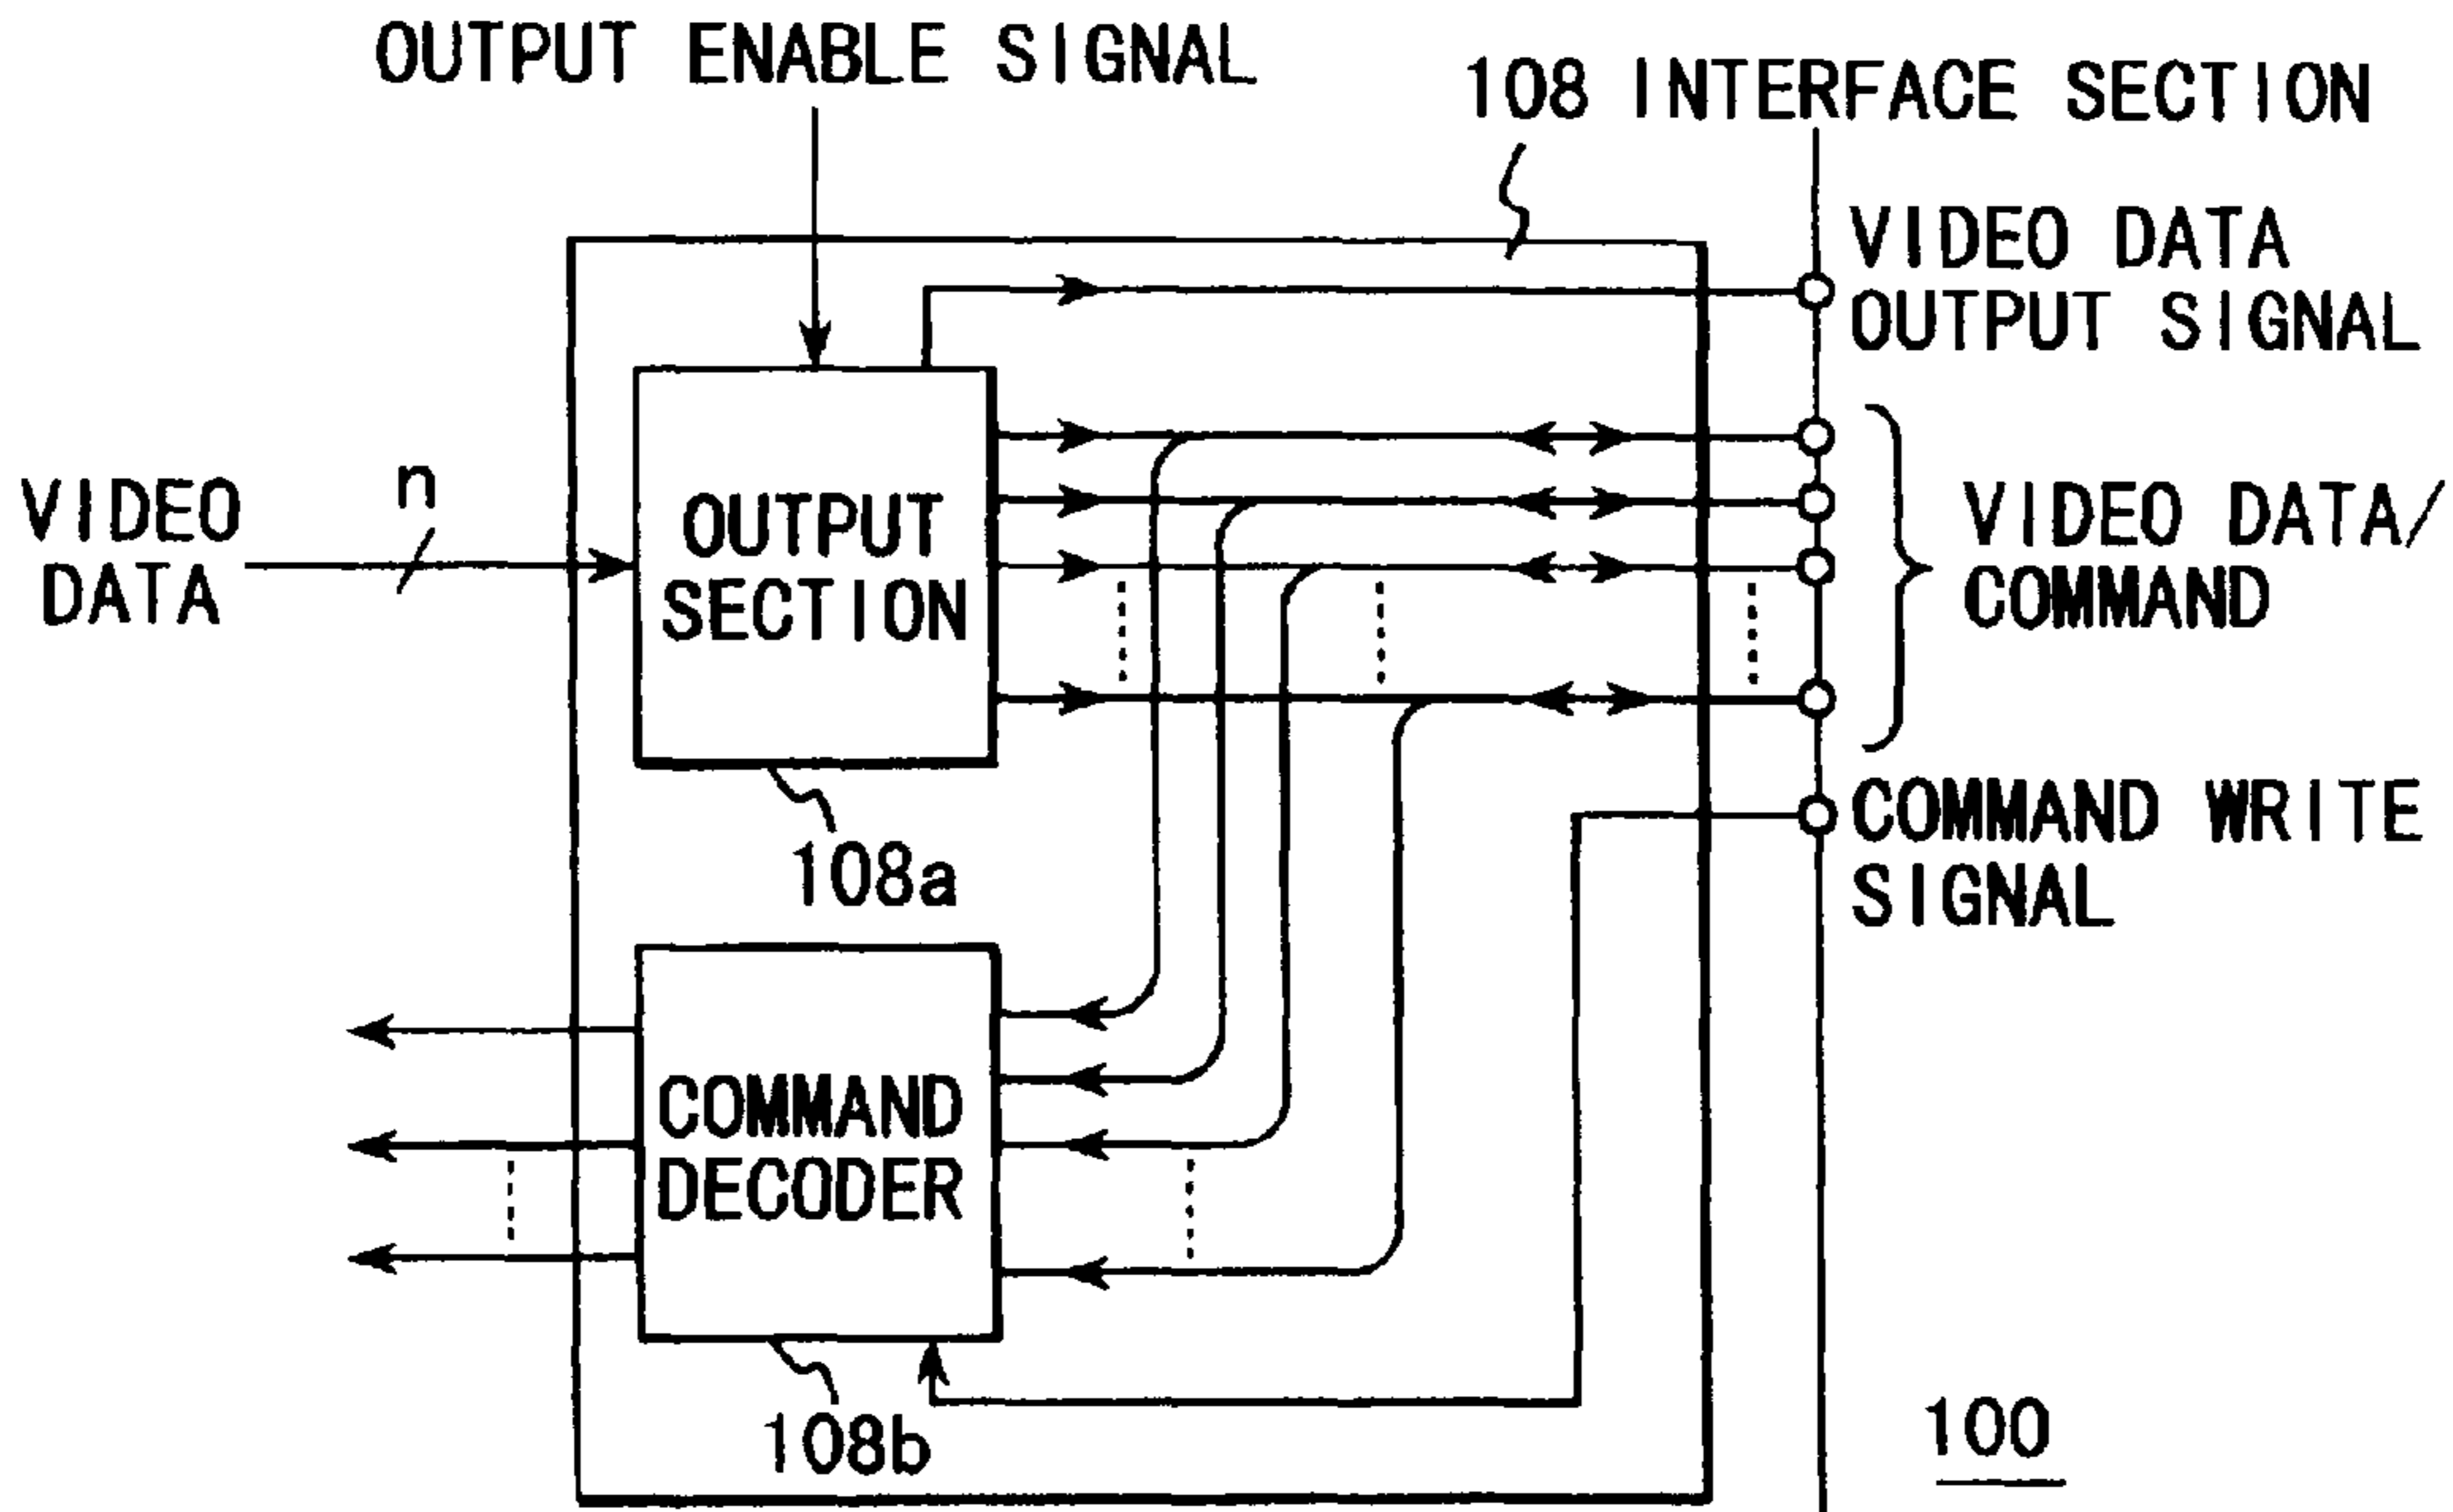 OUTPUT ENABLE SIGNAL
108 INTERFACE SECTION
VIDEO DATA
OUTPUT SIGNAL
n
VIDEO
DATA
OUTPUT
SECTION
VIDEO DATA/
COMMAND
108a
COMMAND WRITE
SIGNAL
COMMAND
DECODER
108b
100